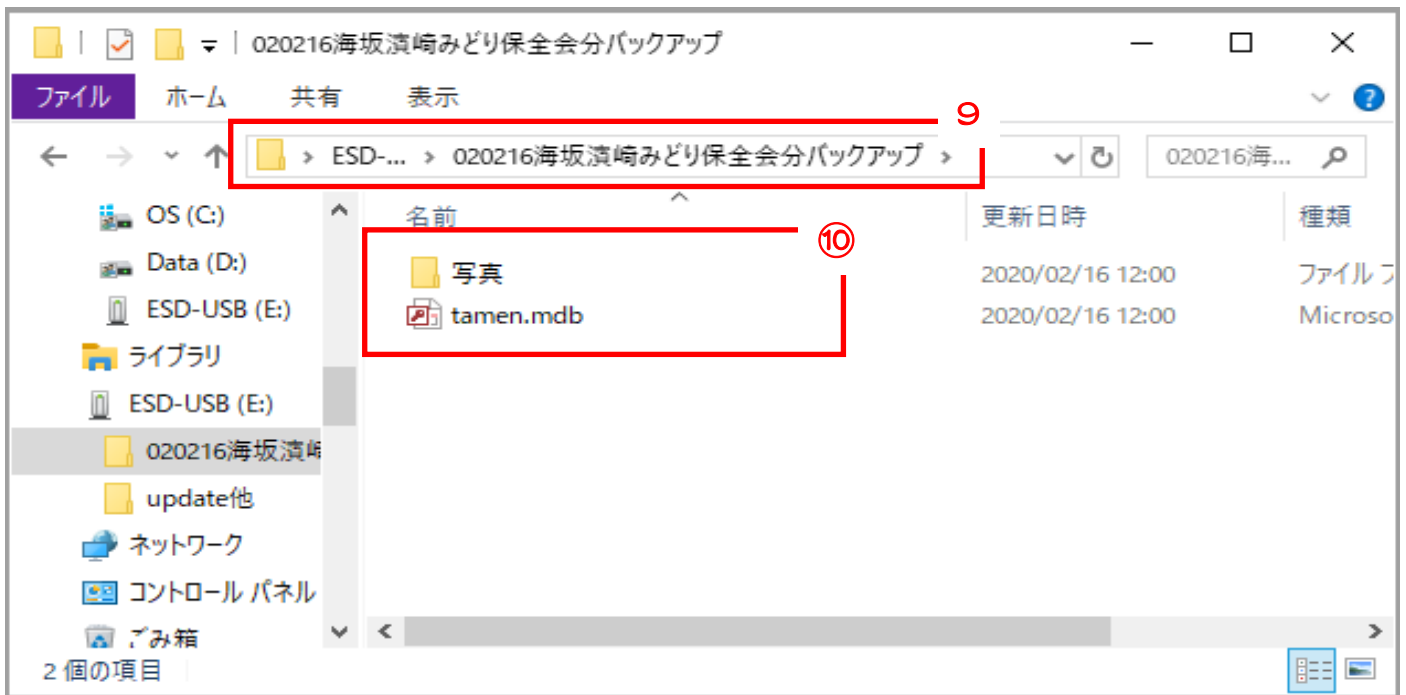 020216海坂濱崎みどり保全会分バックアップ
ファイル ホーム 共有 表示
9
ESD-... 020216海坂濱崎みどり保全会分バックアップ 020216海...
OS (C:)
Data (D:)
ESD-USB (E:)
ライブラリ
ESD-USB (E:)
020216海坂濱
update他
ネットワーク
コントロール パネル
ごみ箱
名前 更新日時 種類
⑩
写真 2020/02/16 12:00 ファイル フ
tamen.mdb 2020/02/16 12:00 Microso
2 個の項目